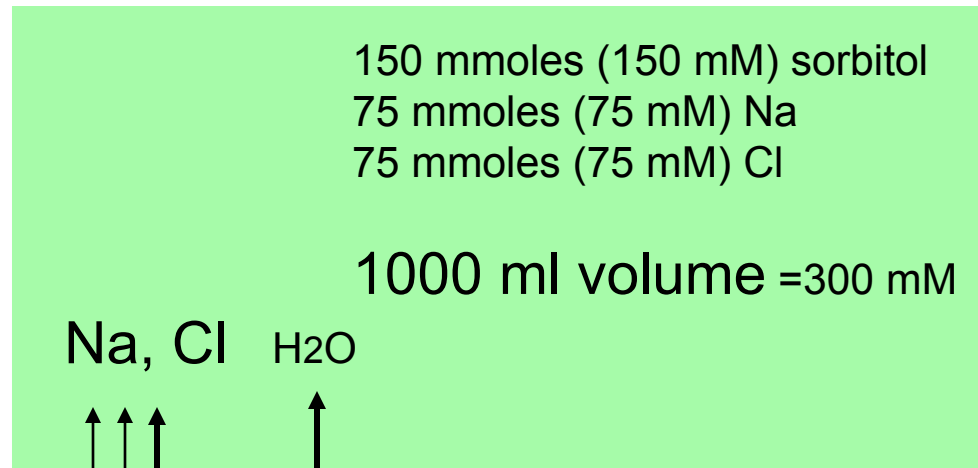 150 mmoles (150 mM) sorbitol
75 mmoles (75 mM) Na
75 mmoles (75 mM) Cl
1000 ml volume =300 mM
Na, Cl H2O